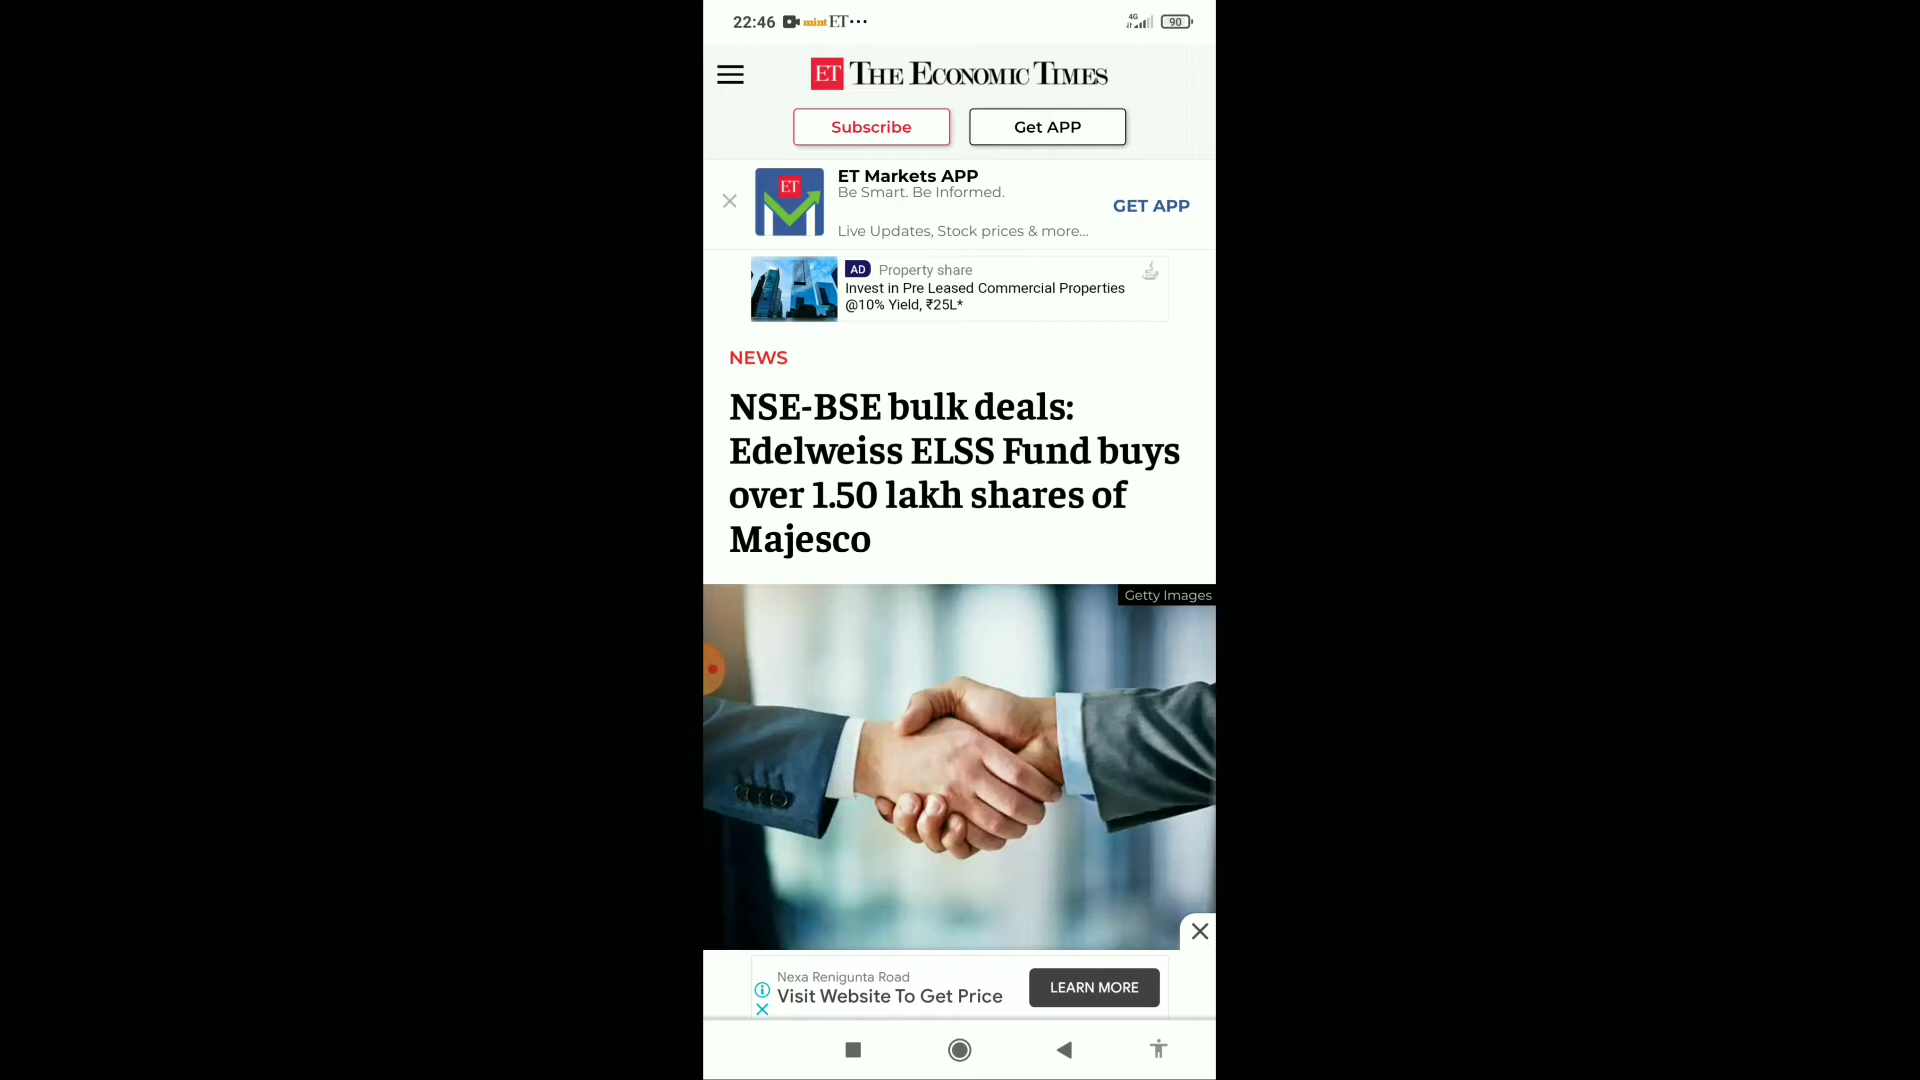 22:46 mint ET
4G 90
ET THE ECONOMIC TIMES
Subscribe Get APP
ET ET Markets APP
Be Smart. Be Informed.
GET APP
Live Updates, Stock prices & more...
AD Property share
Invest in Pre Leased Commercial Properties
@10% Yield, ₹25L*
NEWS
NSE-BSE bulk deals:
Edelweiss ELSS Fund buys
over 1.50 lakh shares of
Majesco
Getty Images
Nexa Renigunta Road
Visit Website To Get Price
LEARN MORE